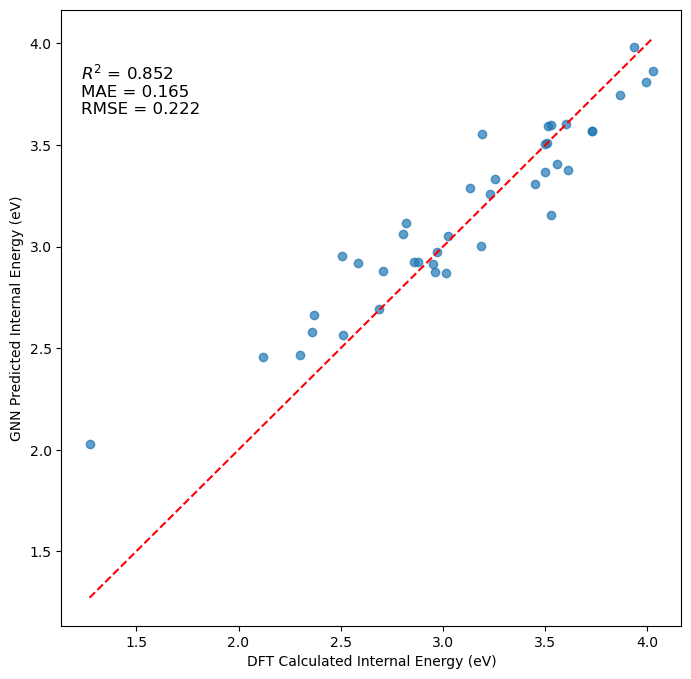 R² = 0.852
MAE = 0.165
RMSE = 0.222
4.0
3.5
3.0
2.5
2.0
1.5
GNN Predicted Internal Energy (eV)
1.5 2.0 2.5 3.0 3.5 4.0
DFT Calculated Internal Energy (eV)